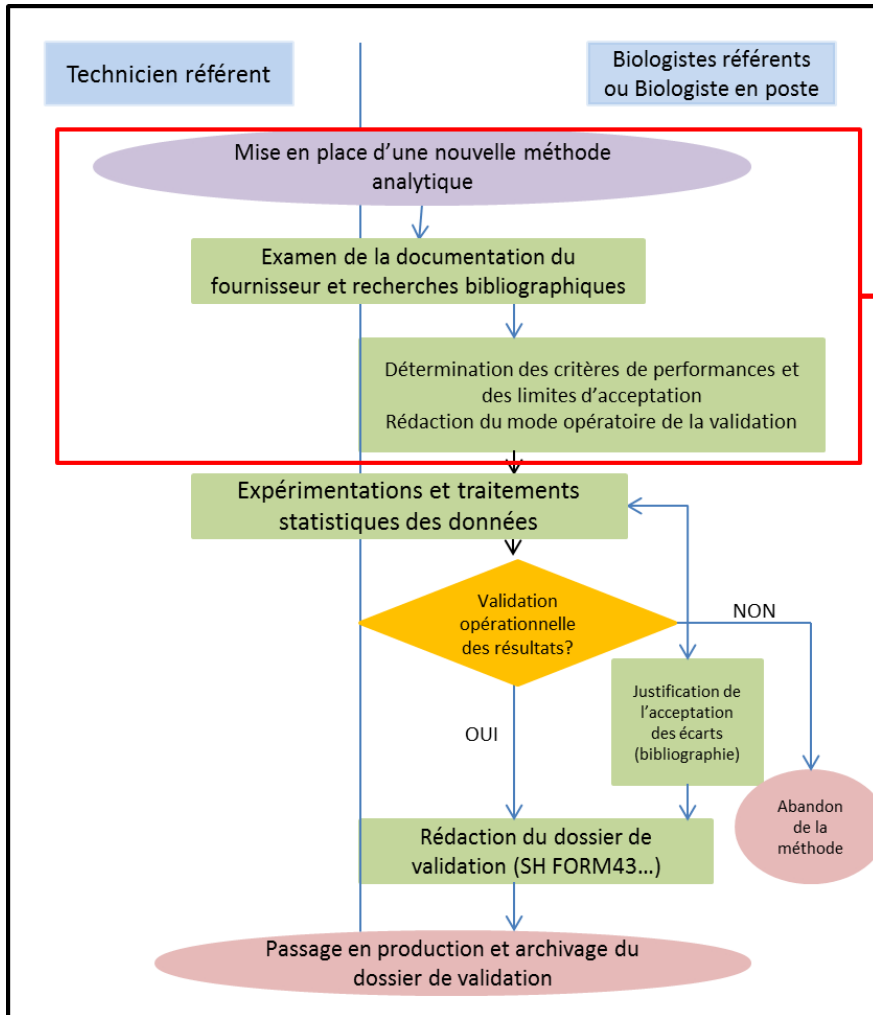 Technicien référent
Biologistes référents
ou Biologiste en poste
Mise en place d'une nouvelle méthode
analytique
Examen de la documentation du
fournisseur et recherches bibliographiques
Détermination des critères de performances et
des limites d'acceptation
Rédaction du mode opératoire de la validation
Expérimentations et traitements
statistiques des données
Validation
opérationnelle
des résultats?
NON
Justification de
l'acceptation
des écarts
(bibliographie)
OUI
Abandon
de la
méthode
Rédaction du dossier de
validation (SH FORM43...)
Passage en production et archivage du
dossier de validation